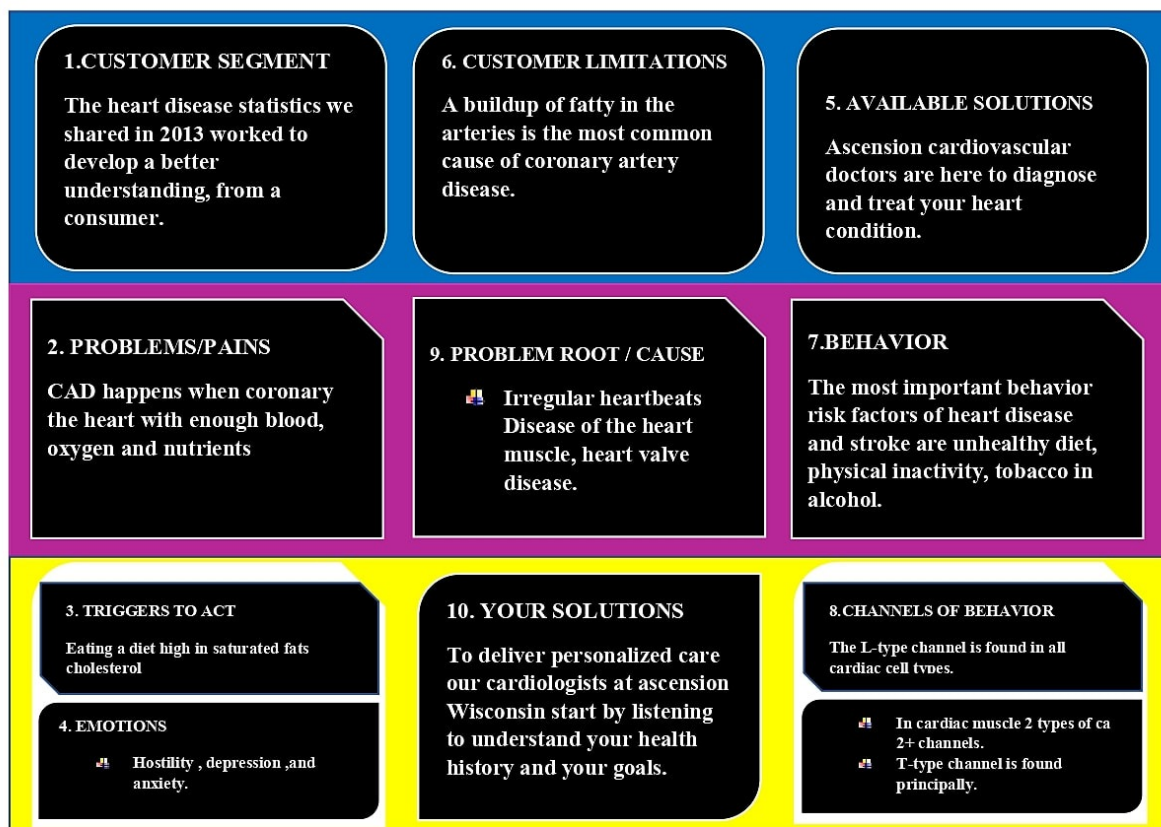 1.CUSTOMER SEGMENT
The heart disease statistics we
shared in 2013 worked to
develop a better
understanding, from a
consumer.
6. CUSTOMER LIMITATIONS
A buildup of fatty in the
arteries is the most common
cause of coronary artery
disease.
5. AVAILABLE SOLUTIONS
Ascension cardiovascular
doctors are here to diagnose
and treat your heart
condition.
2. PROBLEMS/PAINS
CAD happens when coronary
the heart with enough blood,
oxygen and nutrients
9. PROBLEM ROOT / CAUSE
Irregular heartbeats
Disease of the heart
muscle, heart valve
disease.
7.BEHAVIOR
The most important behavior
risk factors of heart disease
and stroke are unhealthy diet,
physical inactivity, tobacco in
alcohol.
3. TRIGGERS TO ACT
Eating a diet high in saturated fats
cholesterol
4. EMOTIONS
Hostility , depression ,and
anxiety.
10. YOUR SOLUTIONS
To deliver personalized care
our cardiologists at ascension
Wisconsin start by listening
to understand your health
history and your goals.
8.CHANNELS OF BEHAVIOR
The L-type channel is found in all
cardiac cell types.
In cardiac muscle 2 types of ca
2+ channels.
T-type channel is found
principally.